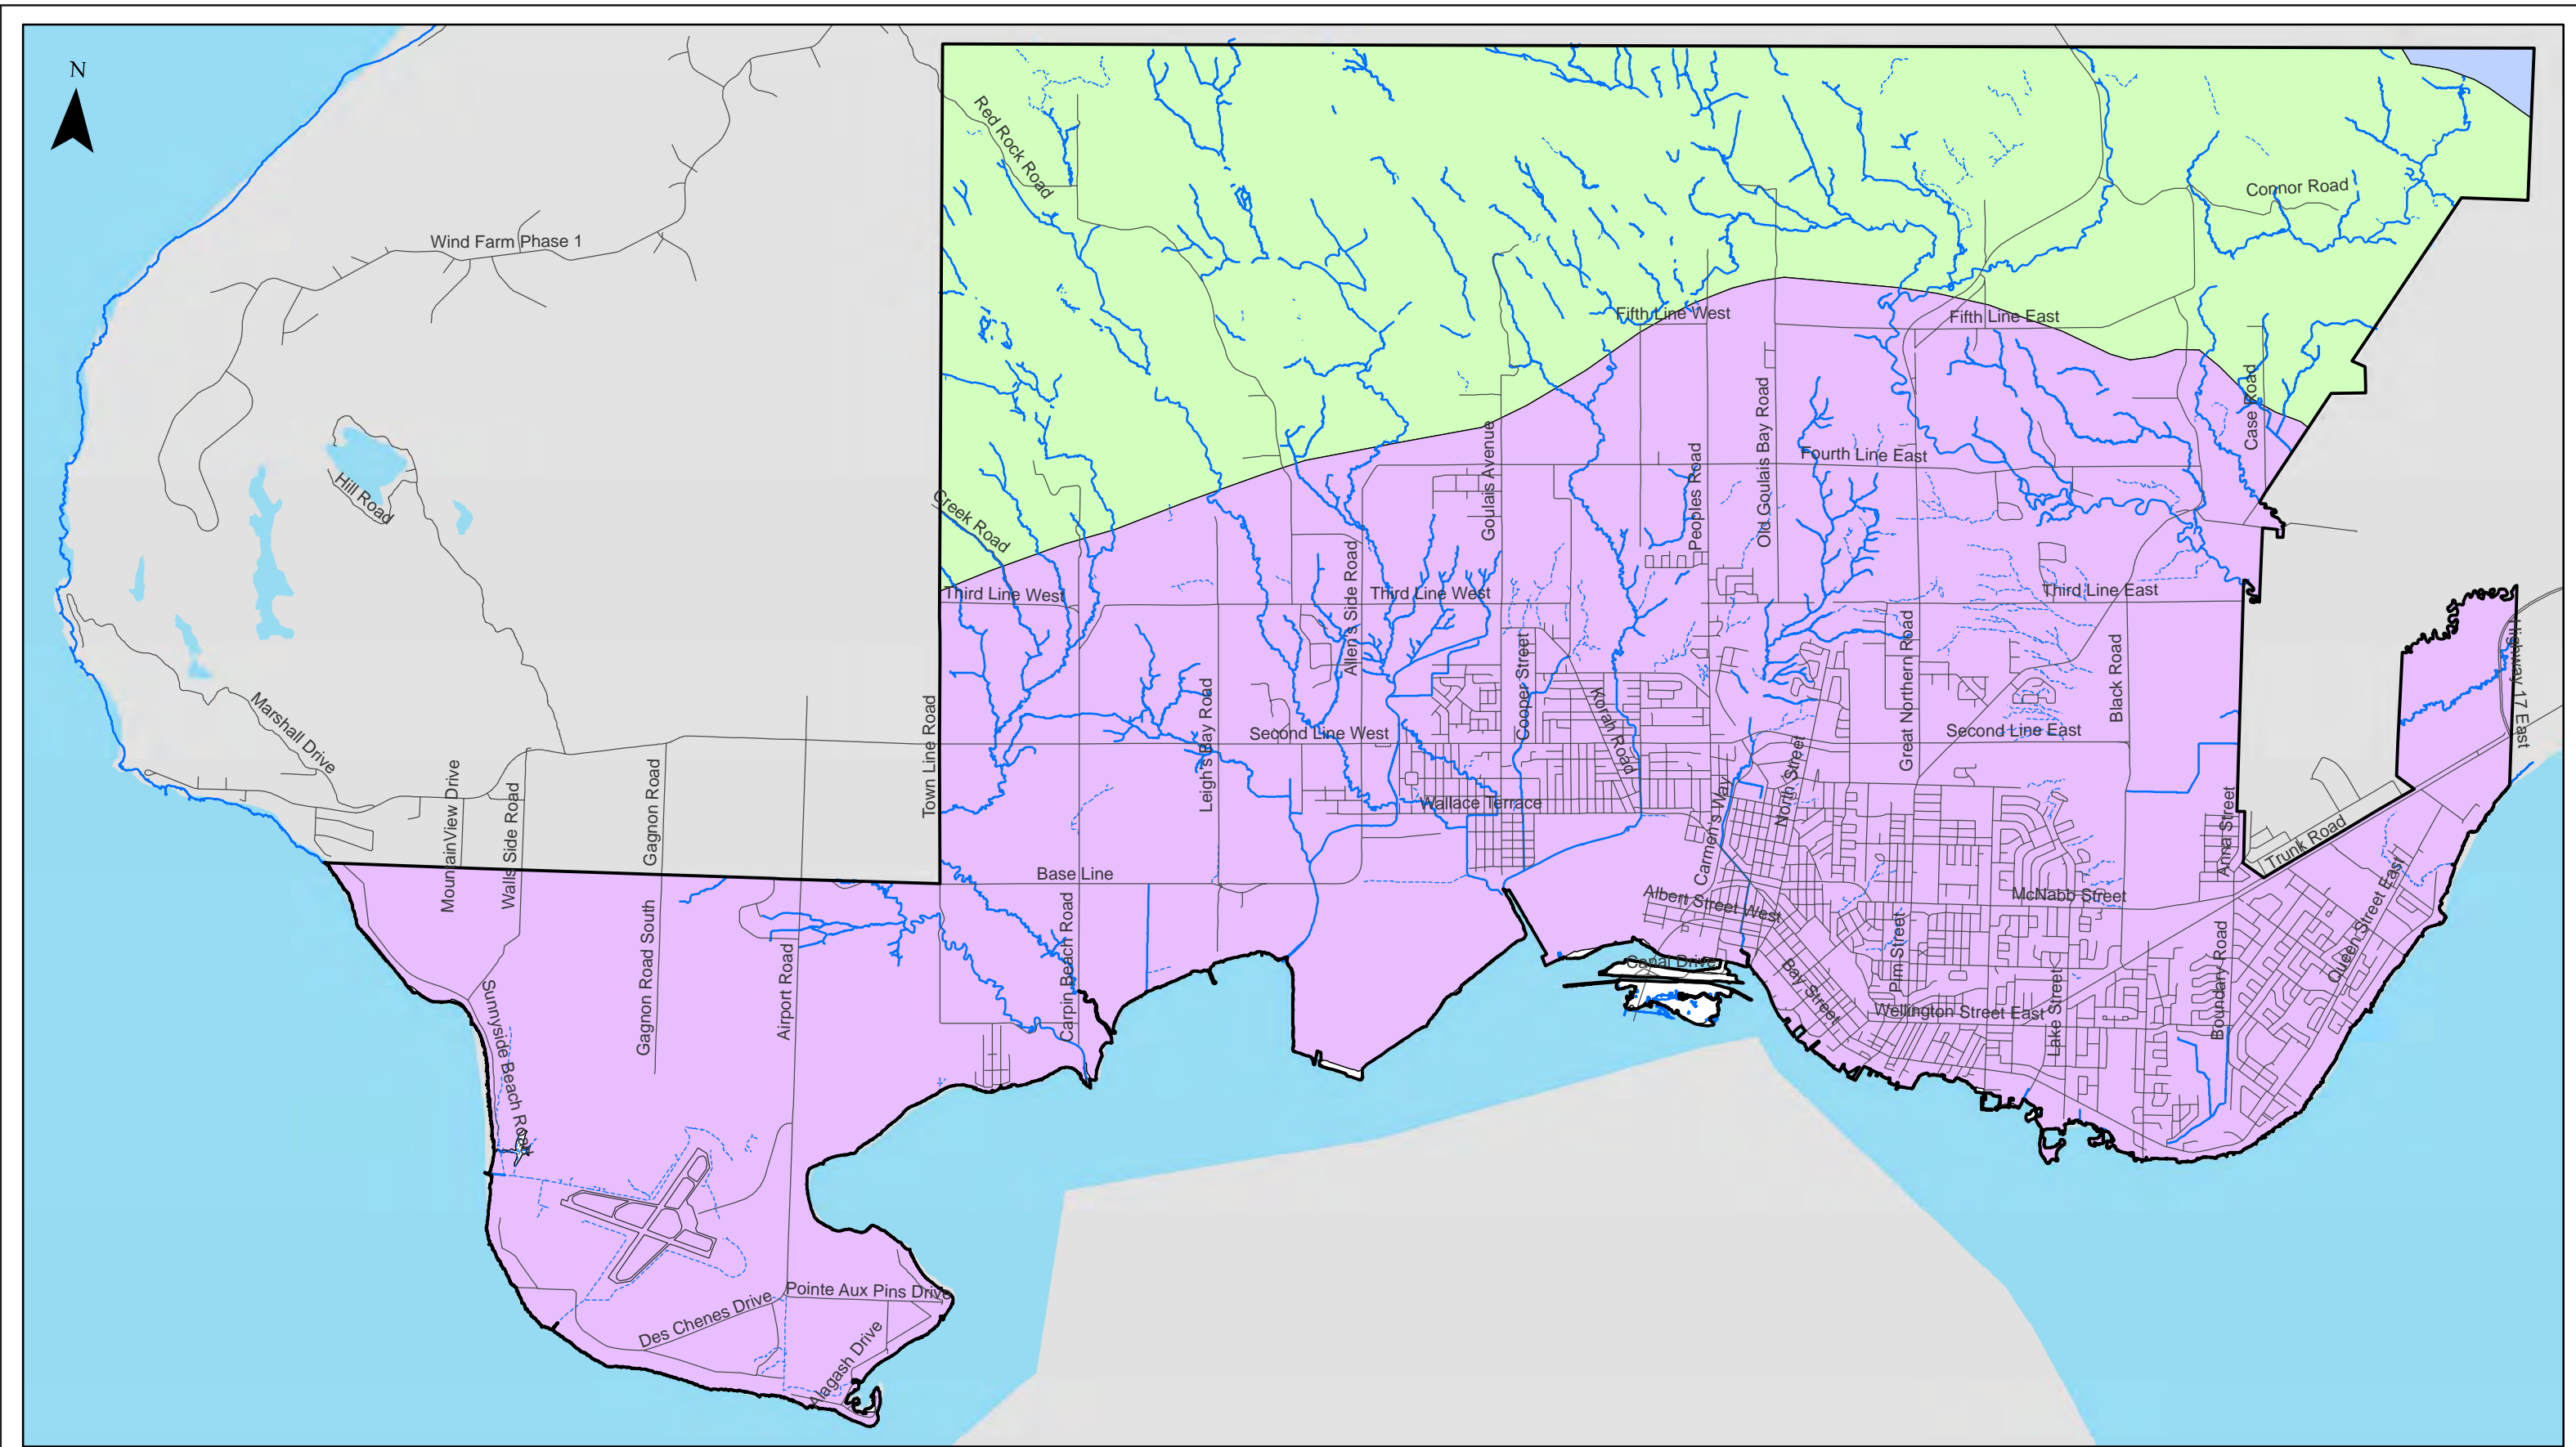 N
Red Rock Road
Connor Road
Wind Farm Phase 1
Fifth Line West
Fifth Line East
Case Road
Old Goulais Bay Road
Goulais Avenue
Peoples Road
Fourth Line East
Hill Road
Creek Road
Third Line West
Allen's Side Road
Third Line West
Third Line East
Great Northern Road
Black Road
Highway 17 East
Cooper Street
Korah Road
Marshall Drive
Town Line Road
Leigh's Bay Road
Second Line West
Second Line East
North Street
MountainView Drive
Walls Side Road
Gagnon Road
Wallace Terrace
Carmen's Way
Anna Street
Trunk Road
Base Line
Albert Street West
McNabb Street
Queen Street East
Gagnon Road South
Airport Road
Carpin Beach Road
Canal Drive
Bay Street
Pim Street
Wellington Street East
Lake Street
Boundary Road
Sunnyside Beach Road
Pointe Aux Pins Drive
Des Chenes Drive
Alagash Drive